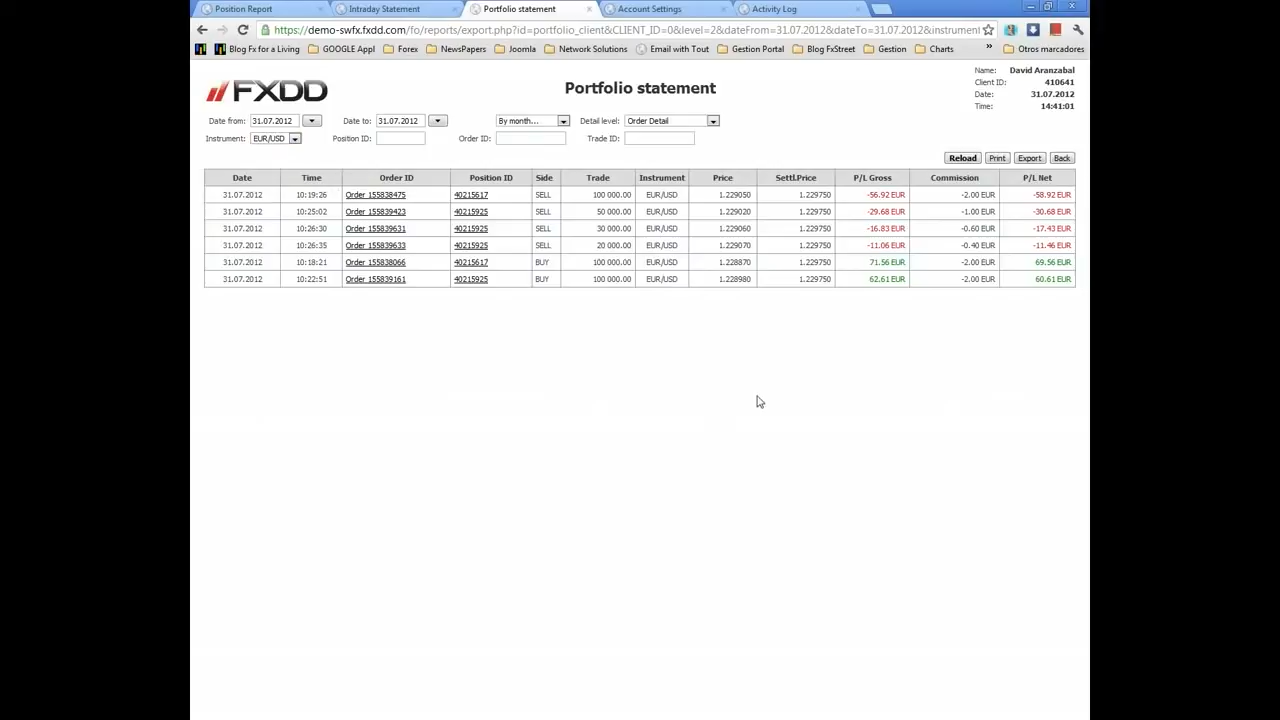 Position Report
Intraday Statement
Portfolio statement
Account Settings
Activity Log
https://demo-swfx.fxdd.com/fo/reports/export.php?id=portfolio_client&CLIENT_ID=0&level=2&dateFrom=31.07.2012&dateTo=31.07.2012&instrument
Blog Fx for a Living GOOGLE Appl Forex NewsPapers Joomla Network Solutions Email with Tout Gestion Portal Blog FxStreet Gestion Charts » Otros marcadores
FXDD
Portfolio statement
Name: David Aranzabal
Client ID: 410641
Date: 31.07.2012
Time: 14:41:01
Date from: 31.07.2012 Date to: 31.07.2012 By month... Detail level: Order Detail
Instrument: EUR/USD Position ID: Order ID: Trade ID:
Reload Print Export Back
Date Time Order ID Position ID Side Trade Instrument Price Settl.Price P/L Gross Commission P/L Net
31.07.2012 10:19:26 Order 155838475 40215617 SELL 100 000.00 EUR/USD 1.229050 1.229750 -56.92 EUR -2.00 EUR -58.92 EUR
31.07.2012 10:25:02 Order 155839423 40215925 SELL 50 000.00 EUR/USD 1.229020 1.229750 -29.68 EUR -1.00 EUR -30.68 EUR
31.07.2012 10:26:30 Order 155839631 40215925 SELL 30 000.00 EUR/USD 1.229060 1.229750 -16.83 EUR -0.60 EUR -17.43 EUR
31.07.2012 10:26:35 Order 155839633 40215925 SELL 20 000.00 EUR/USD 1.229070 1.229750 -11.06 EUR -0.40 EUR -11.46 EUR
31.07.2012 10:18:21 Order 155838066 40215617 BUY 100 000.00 EUR/USD 1.228870 1.229750 71.56 EUR -2.00 EUR 69.56 EUR
31.07.2012 10:22:51 Order 155839161 40215925 BUY 100 000.00 EUR/USD 1.228980 1.229750 62.61 EUR -2.00 EUR 60.61 EUR